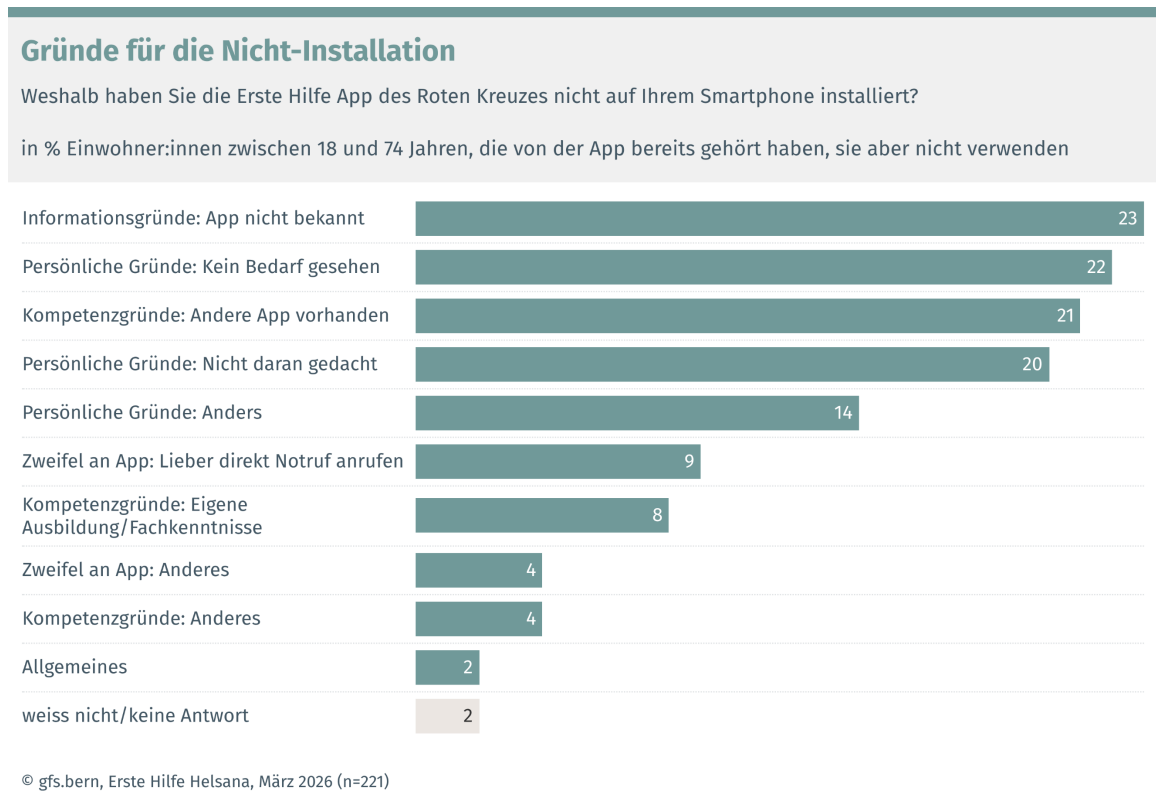 Gründe für die Nicht-Installation
Weshalb haben Sie die Erste Hilfe App des Roten Kreuzes nicht auf Ihrem Smartphone installiert?
in % Einwohner:innen zwischen 18 und 74 Jahren, die von der App bereits gehört haben, sie aber nicht verwenden
Informationsgründe: App nicht bekannt 23
Persönliche Gründe: Kein Bedarf gesehen 22
Kompetenzgründe: Andere App vorhanden 21
Persönliche Gründe: Nicht daran gedacht 20
Persönliche Gründe: Anders 14
Zweifel an App: Lieber direkt Notruf anrufen 9
Kompetenzgründe: Eigene
Ausbildung/Fachkenntnisse 8
Zweifel an App: Anderes 4
Kompetenzgründe: Anderes 4
Allgemeines 2
weiss nicht/keine Antwort 2
© gfs.bern, Erste Hilfe Helsana, März 2026 (n=221)